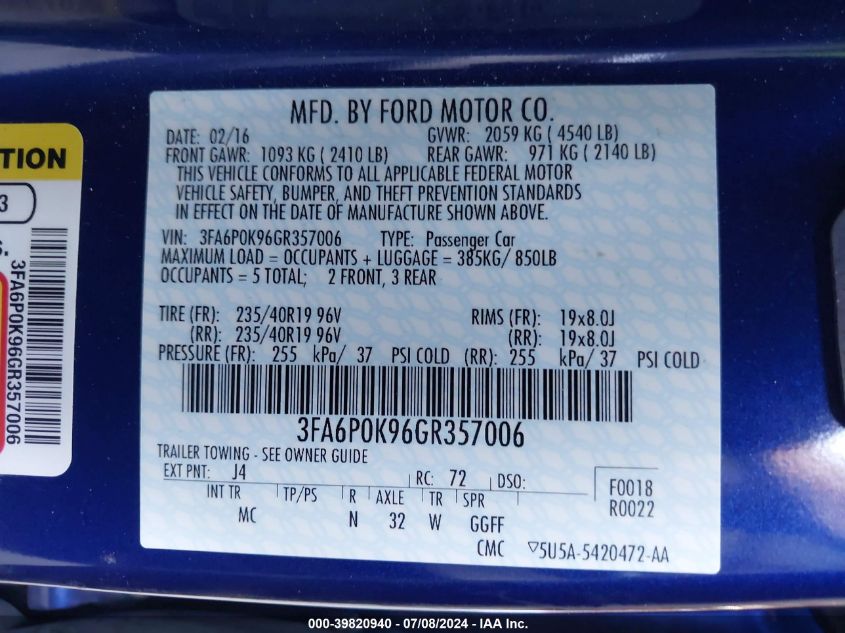 MFD. BY FORD MOTOR CO.
DATE: 02/16 GVWR: 2059 KG ( 4540 LB)
FRONT GAWR: 1093 KG ( 2410 LB) REAR GAWR: 971 KG ( 2140 LB)
THIS VEHICLE CONFORMS TO ALL APPLICABLE FEDERAL MOTOR
VEHICLE SAFETY, BUMPER, AND THEFT PREVENTION STANDARDS
IN EFFECT ON THE DATE OF MANUFACTURE SHOWN ABOVE.
VIN: 3FA6P0K96GR357006 TYPE: Passenger Car
MAXIMUM LOAD = OCCUPANTS + LUGGAGE = 385KG/ 850LB
OCCUPANTS = 5 TOTAL; 2 FRONT, 3 REAR
TIRE (FR): 235/40R19 96V RIMS (FR): 19x8.0J
(RR): 235/40R19 96V (RR): 19x8.0J
PRESSURE (FR): 255 kPa/ 37 PSI COLD (RR): 255 kPa/ 37 PSI COLD
3FA6P0K96GR357006
TRAILER TOWING - SEE OWNER GUIDE
EXT PNT: J4 RC: 72 DSO:
F0018
R0022
INT TR TP/PS R AXLE TR SPR
MC N 32 W GGFF
CMC ▽5U5A-5420472-AA
3
3FA6P0K96GR357006
000-39820940 / 07/08/2024 - IAA Inc.